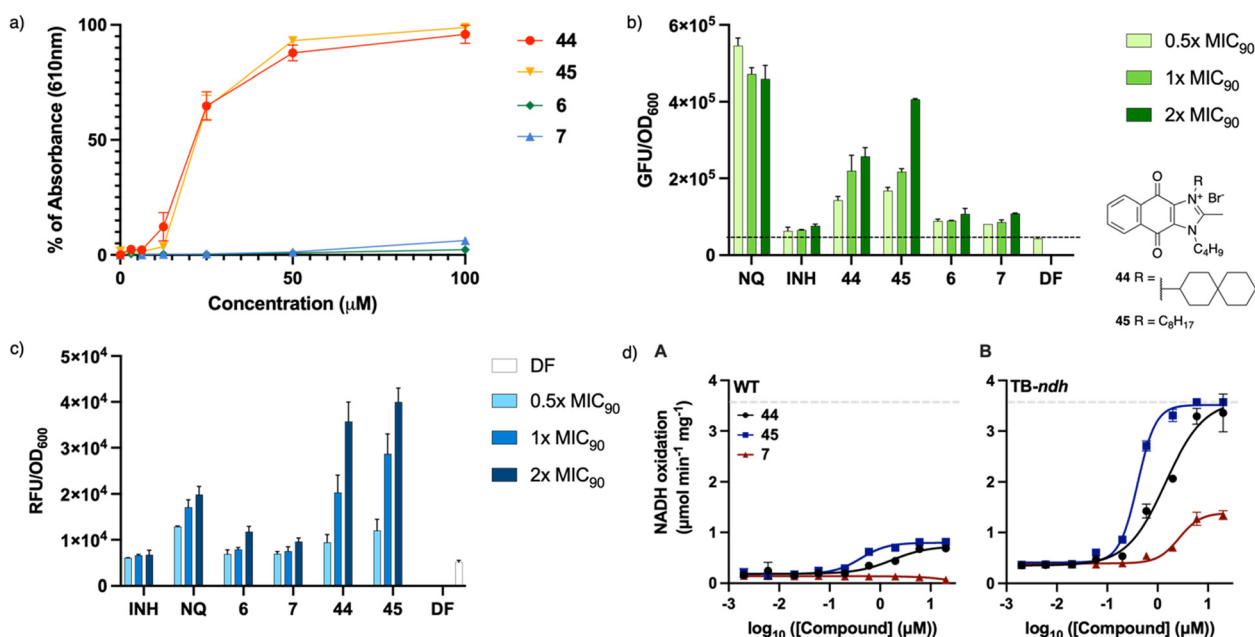 a)
% of Absorbance (610nm)
100
50
0
0
50
100
Concentration (μM)
44
45
6
7
b)
GFU/OD600
6×10⁵
4×10⁵
2×10⁵
0
NQ INH 44 45 6 7 DF
0.5x MIC90
1x MIC90
2x MIC90
O
R
N⁺ Br⁻
N
O
C4H9
44 R =
45 R = C8H17
c)
RFU/OD600
5×10⁴
4×10⁴
3×10⁴
2×10⁴
1×10⁴
0
INH NQ 6 7 44 45 DF
DF
0.5x MIC90
1x MIC90
2x MIC90
d) A
NADH oxidation
(μmol min⁻¹ mg⁻¹)
4
3
2
1
0
WT
44
45
7
-3 -2 -1 0 1 2
log10 ([Compound] (μM))
B
4
3
2
1
0
TB-ndh
-3 -2 -1 0 1 2
log10 ([Compound] (μM))